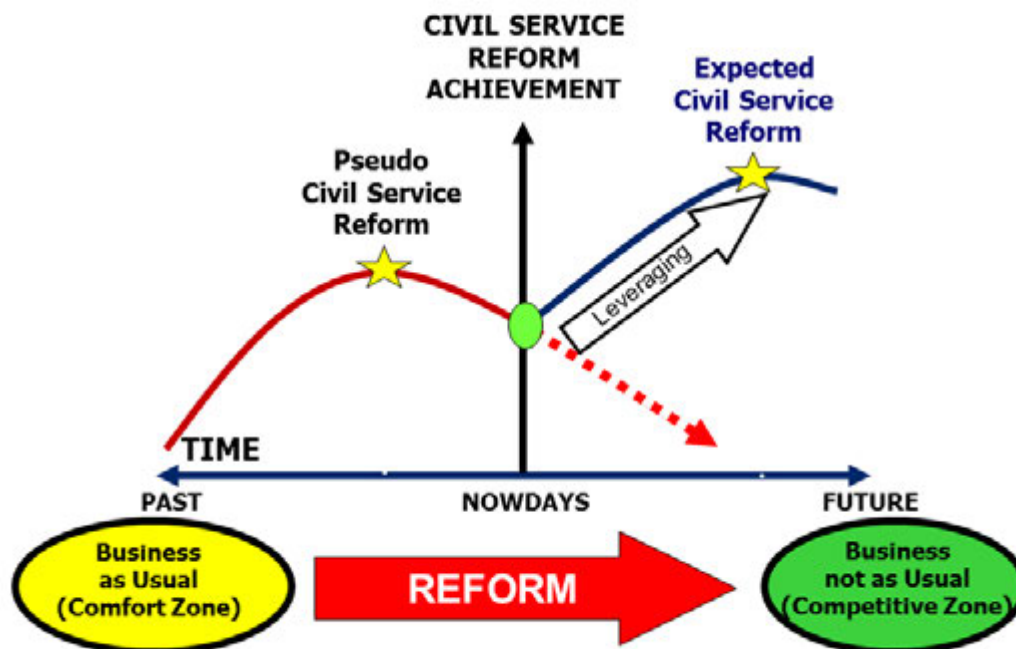 CIVIL SERVICE
REFORM
ACHIEVEMENT
Expected
Civil Service
Reform
Pseudo
Civil Service
Reform
Leveraging
TIME
PAST
NOWDAYS
FUTURE
Business
as Usual
(Comfort Zone)
REFORM
Business
not as Usual
(Competitive Zone)